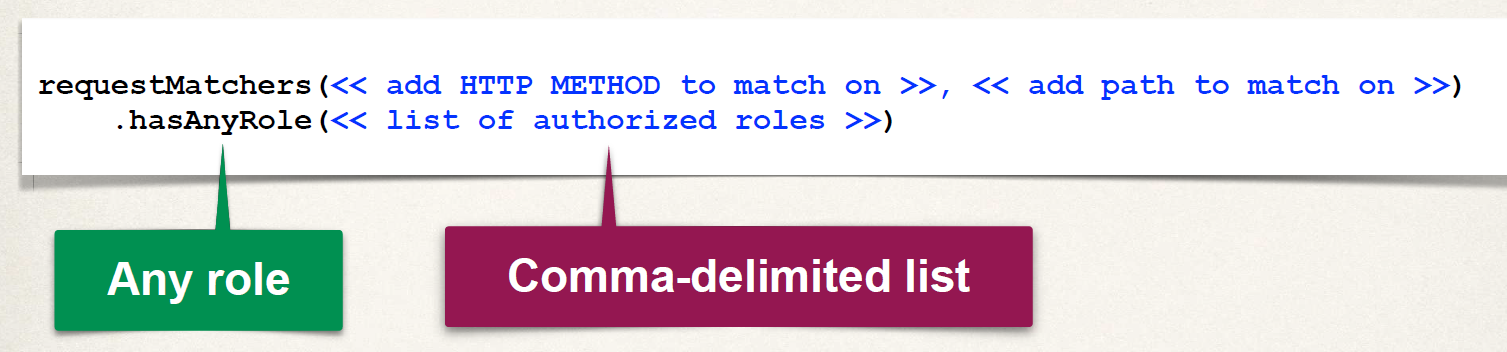 requestMatchers(<< add HTTP METHOD to match on >>, << add path to match on >>)
.hasAnyRole(<< list of authorized roles >>)
Any role
Comma-delimited list